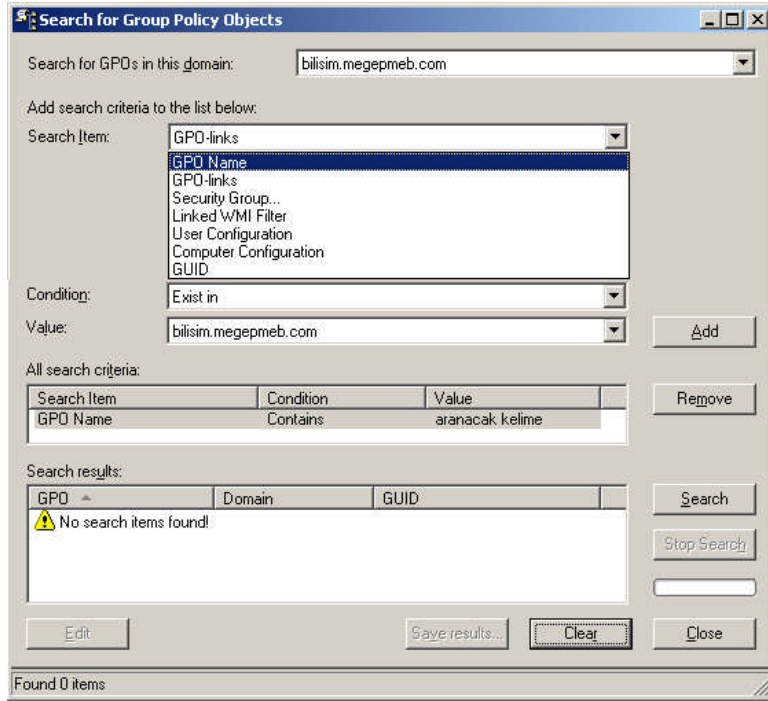 Search for Group Policy Objects
Search for GPOs in this domain: bilisim.megepmeb.com
Add search criteria to the list below:
Search Item: GPO-links
GPO Name
GPO-links
Security Group...
Linked WMI Filter
User Configuration
Computer Configuration
GUID
Condition: Exist in
Value: bilisim.megepmeb.com Add
All search criteria:
Search Item Condition Value Remove
GPO Name Contains aranacak kelime
Search results:
GPO Domain GUID Search
No search items found!
Stop Search
Edit Save results... Clear Close
Found 0 items